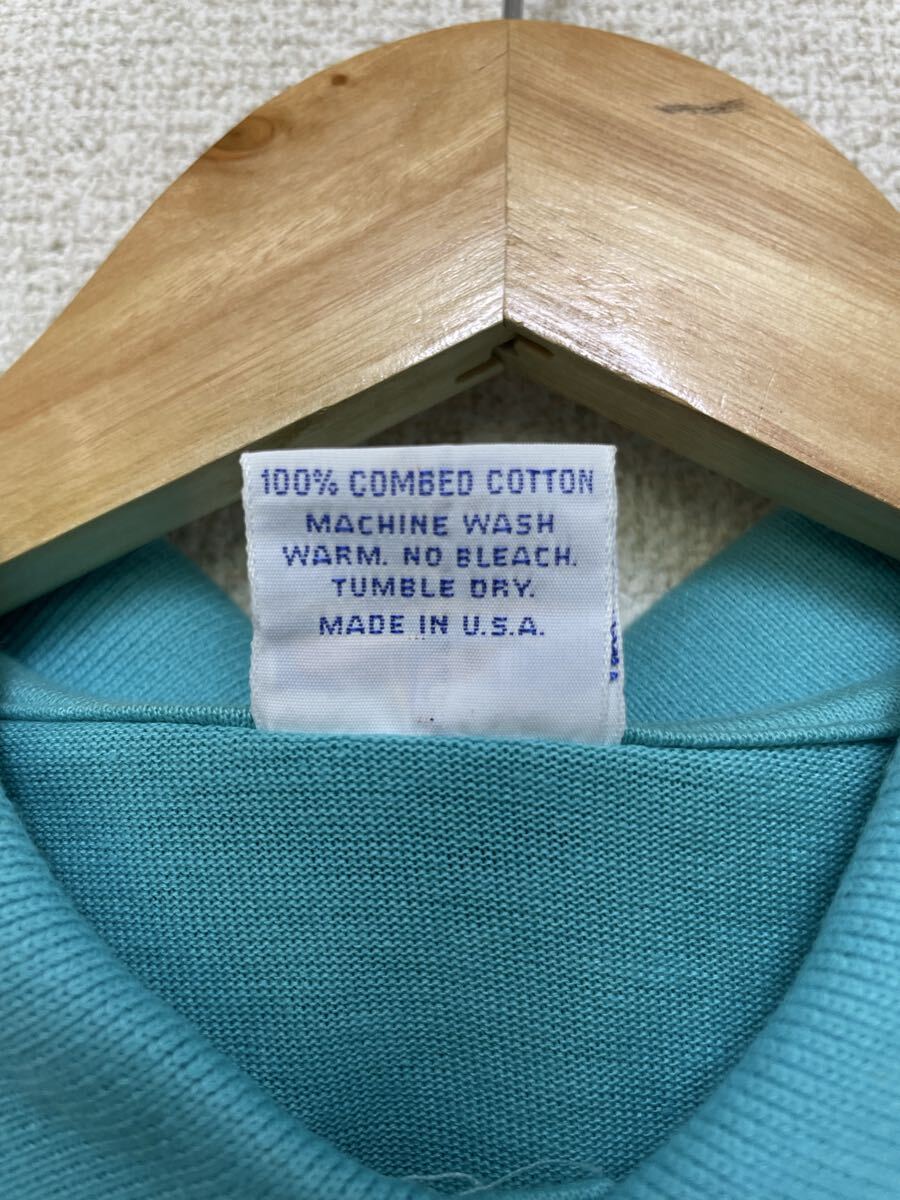 100% COMBED COTTON
MACHINE WASH
WARM. NO BLEACH.
TUMBLE DRY.
MADE IN U.S.A.